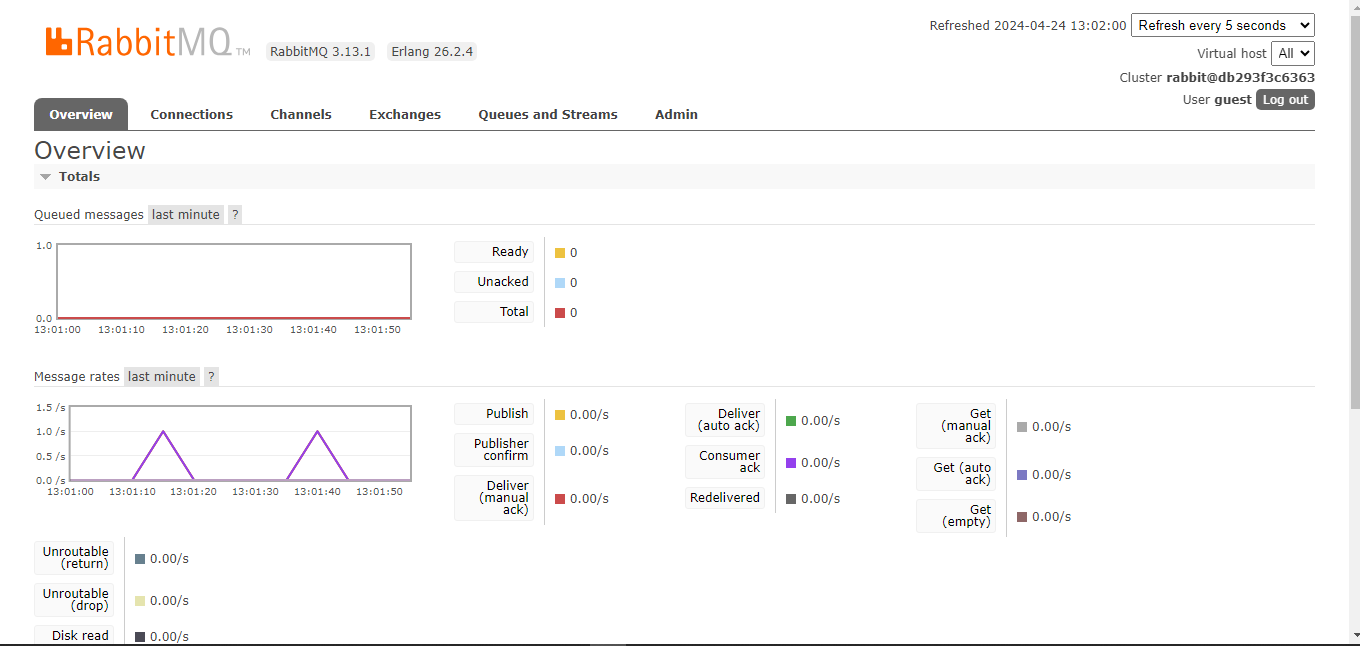 RabbitMQ TM RabbitMQ 3.13.1 Erlang 26.2.4
Refreshed 2024-04-24 13:02:00 Refresh every 5 seconds
Virtual host All
Cluster rabbit@db293f3c6363
User guest Log out
Overview Connections Channels Exchanges Queues and Streams Admin
Overview
Totals
Queued messages last minute ?
1.0
0.0
13:01:00 13:01:10 13:01:20 13:01:30 13:01:40 13:01:50
Ready 0
Unacked 0
Total 0
Message rates last minute ?
1.5 /s
1.0 /s
0.5 /s
0.0 /s
13:01:00 13:01:10 13:01:20 13:01:30 13:01:40 13:01:50
Publish 0.00/s
Publisher
confirm 0.00/s
Deliver
(manual
ack) 0.00/s
Deliver
(auto ack) 0.00/s
Consumer
ack 0.00/s
Redelivered 0.00/s
Get
(manual
ack) 0.00/s
Get (auto
ack) 0.00/s
Get
(empty) 0.00/s
Unroutable
(return) 0.00/s
Unroutable
(drop) 0.00/s
Disk read 0.00/s